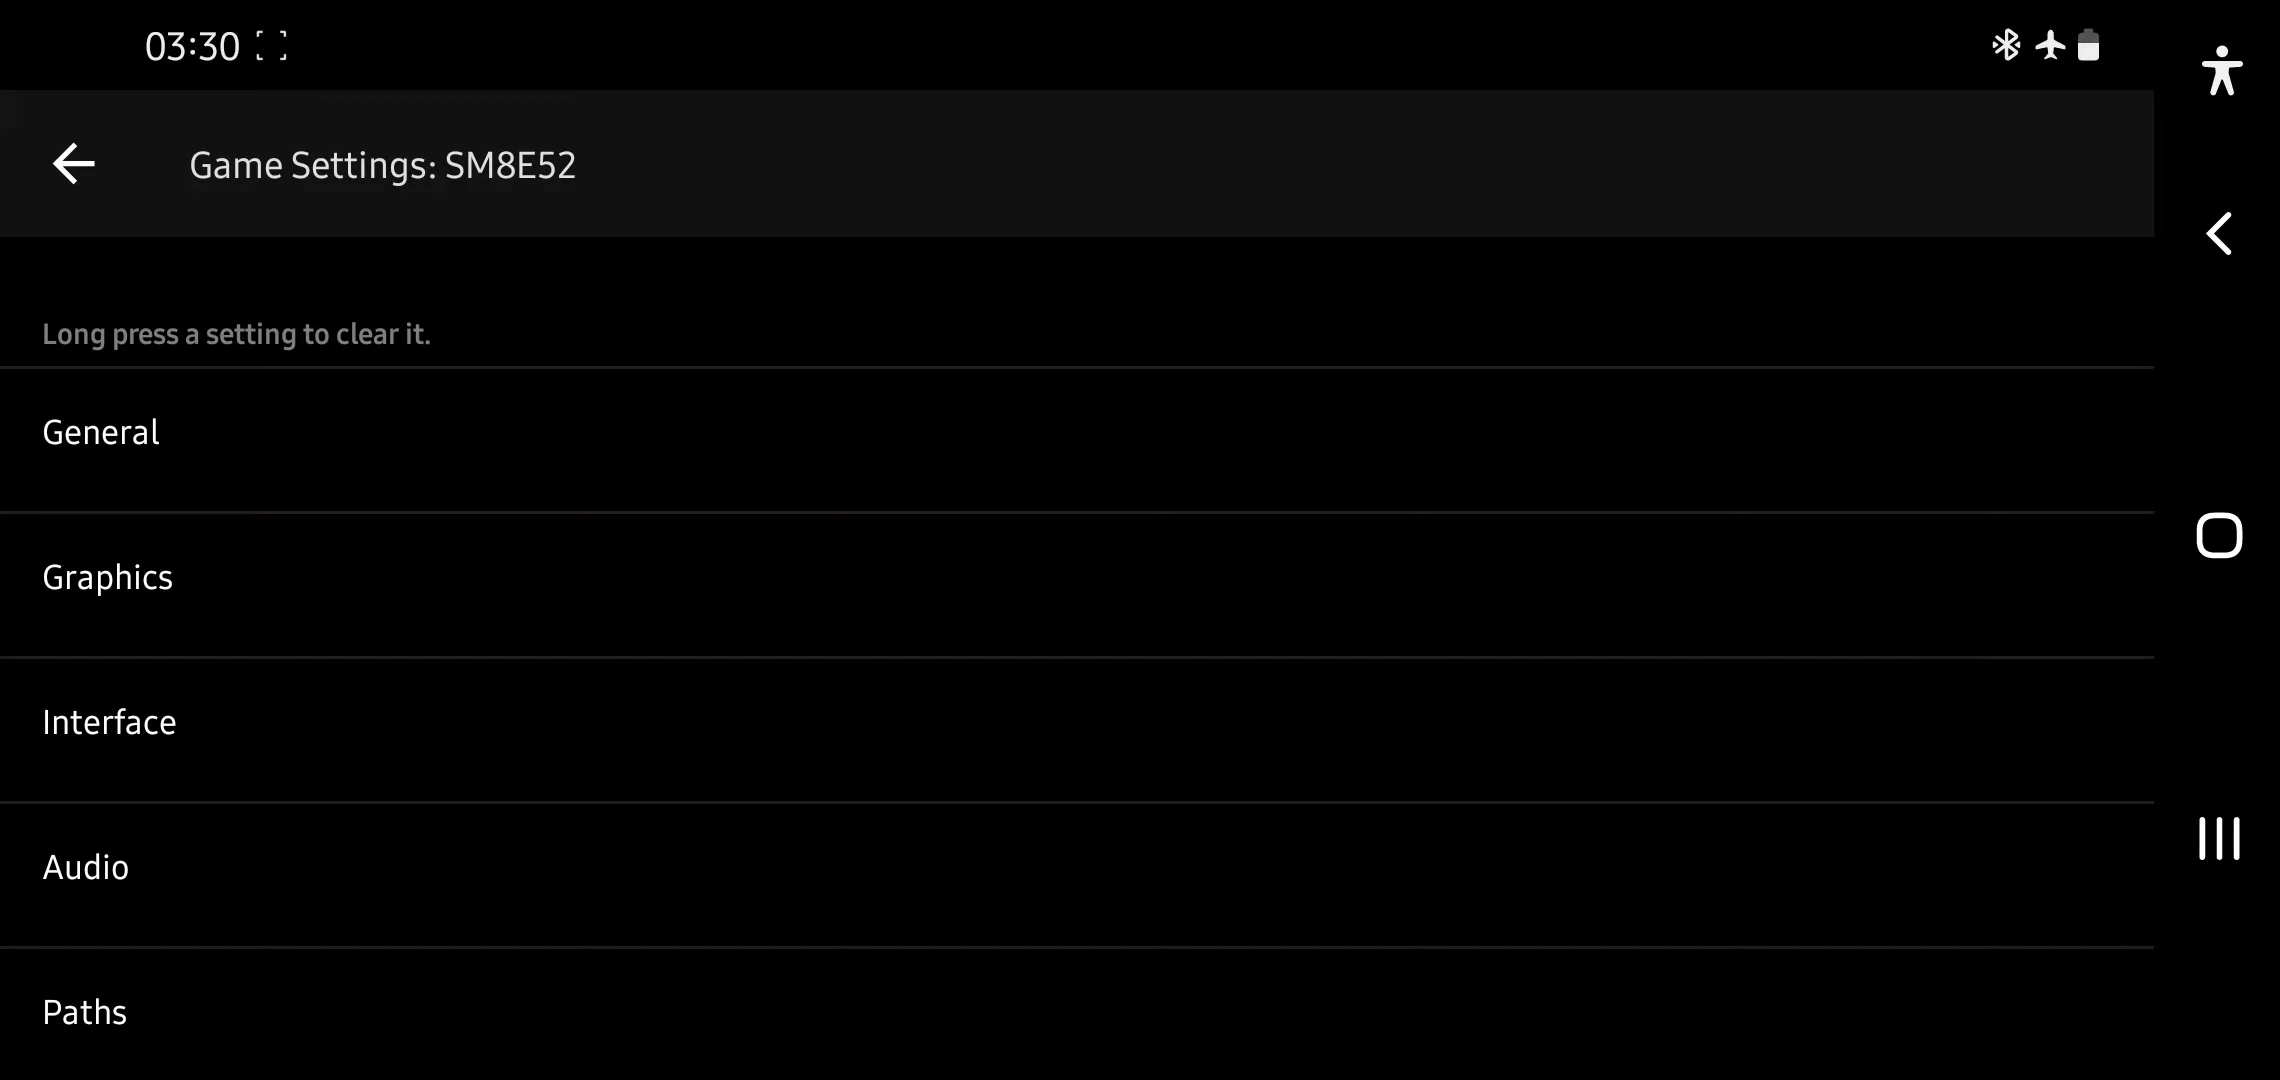 03:30
Game Settings: SM8E52
Long press a setting to clear it.
General
Graphics
Interface
Audio
Paths